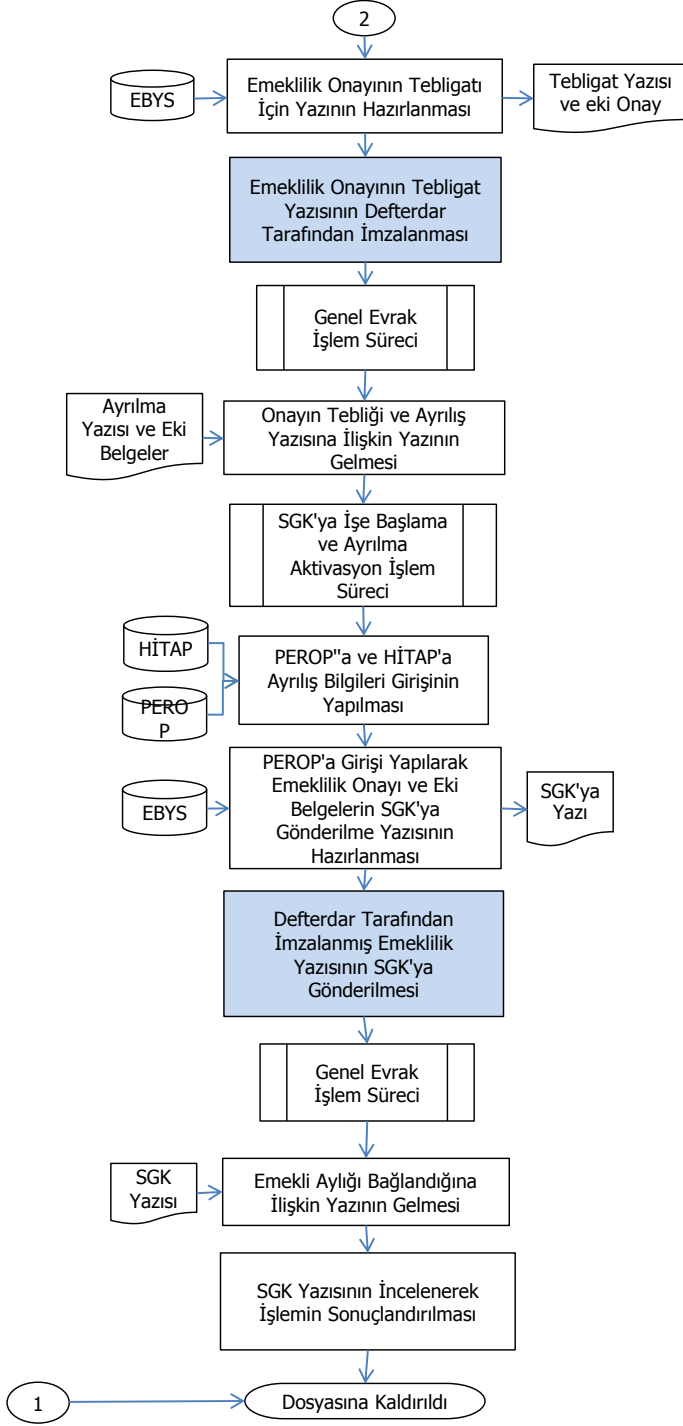 2
EBYS
Emeklilik Onayının Tebligatı
İçin Yazının Hazırlanması
Tebligat Yazısı
ve eki Onay
Emeklilik Onayının Tebligat
Yazısının Defterdar
Tarafından İmzalanması
Genel Evrak
İşlem Süreci
Ayrılma
Yazısı ve Eki
Belgeler
Onayın Tebliği ve Ayrılış
Yazısına İlişkin Yazının
Gelmesi
SGK'ya İşe Başlama
ve Ayrılma
Aktivasyon İşlem
Süreci
HİTAP
PERO
P
PEROP"a ve HİTAP'a
Ayrılış Bilgileri Girişinin
Yapılması
EBYS
PEROP'a Girişi Yapılarak
Emeklilik Onayı ve Eki
Belgelerin SGK'ya
Gönderilme Yazısının
Hazırlanması
SGK'ya
Yazı
Defterdar Tarafından
İmzalanmış Emeklilik
Yazısının SGK'ya
Gönderilmesi
Genel Evrak
İşlem Süreci
SGK
Yazısı
Emekli Aylığı Bağlandığına
İlişkin Yazının Gelmesi
SGK Yazısının İncelenerek
İşlemin Sonuçlandırılması
1
Dosyasına Kaldırıldı